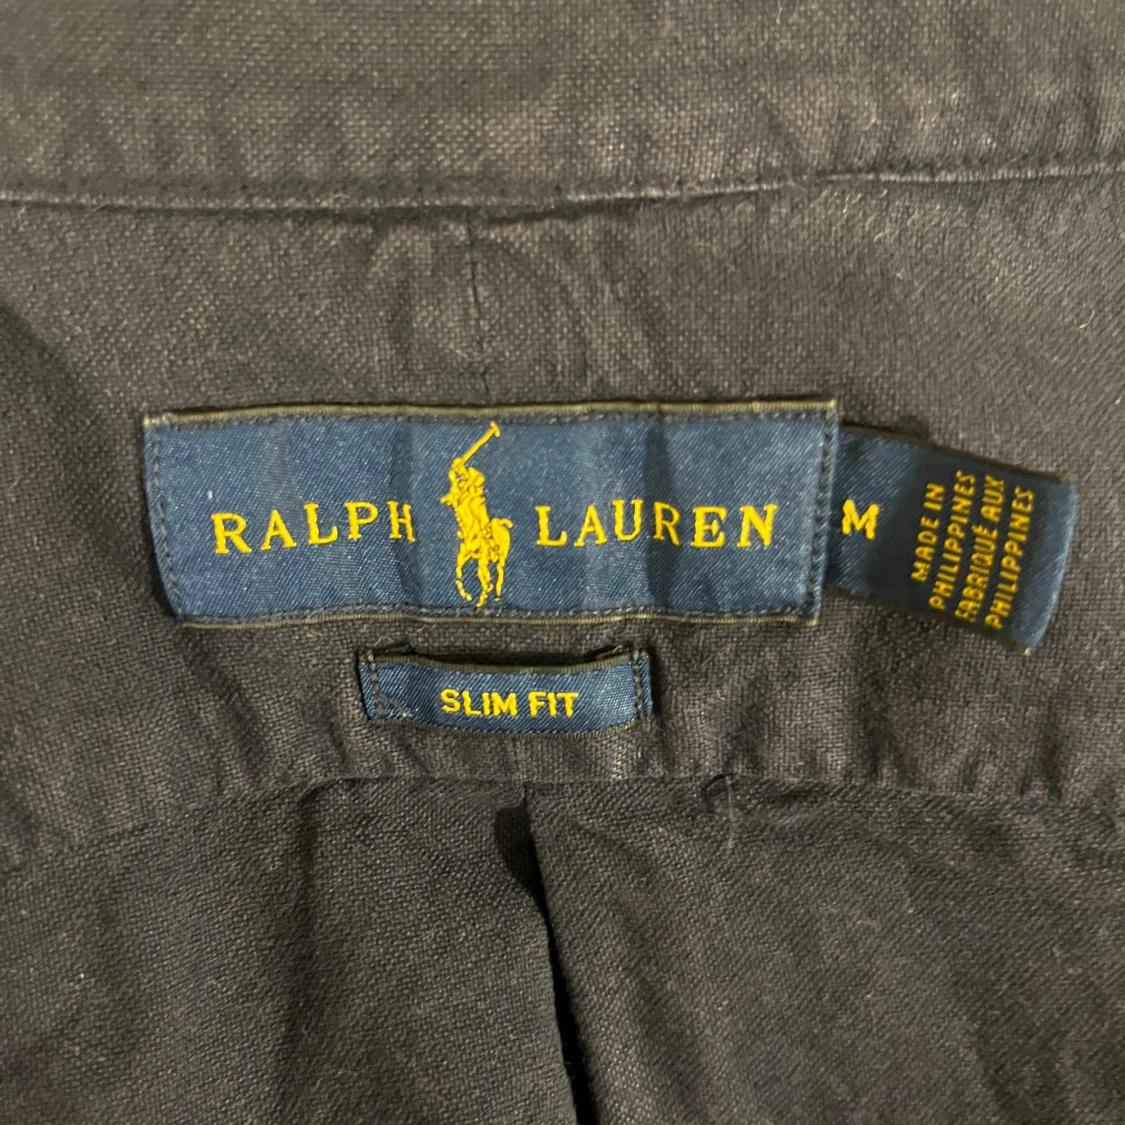 RALPH LAUREN
M
MADE IN
PHILIPPINES
FABRIQUÉ AUX
PHILIPPINES
SLIM FIT